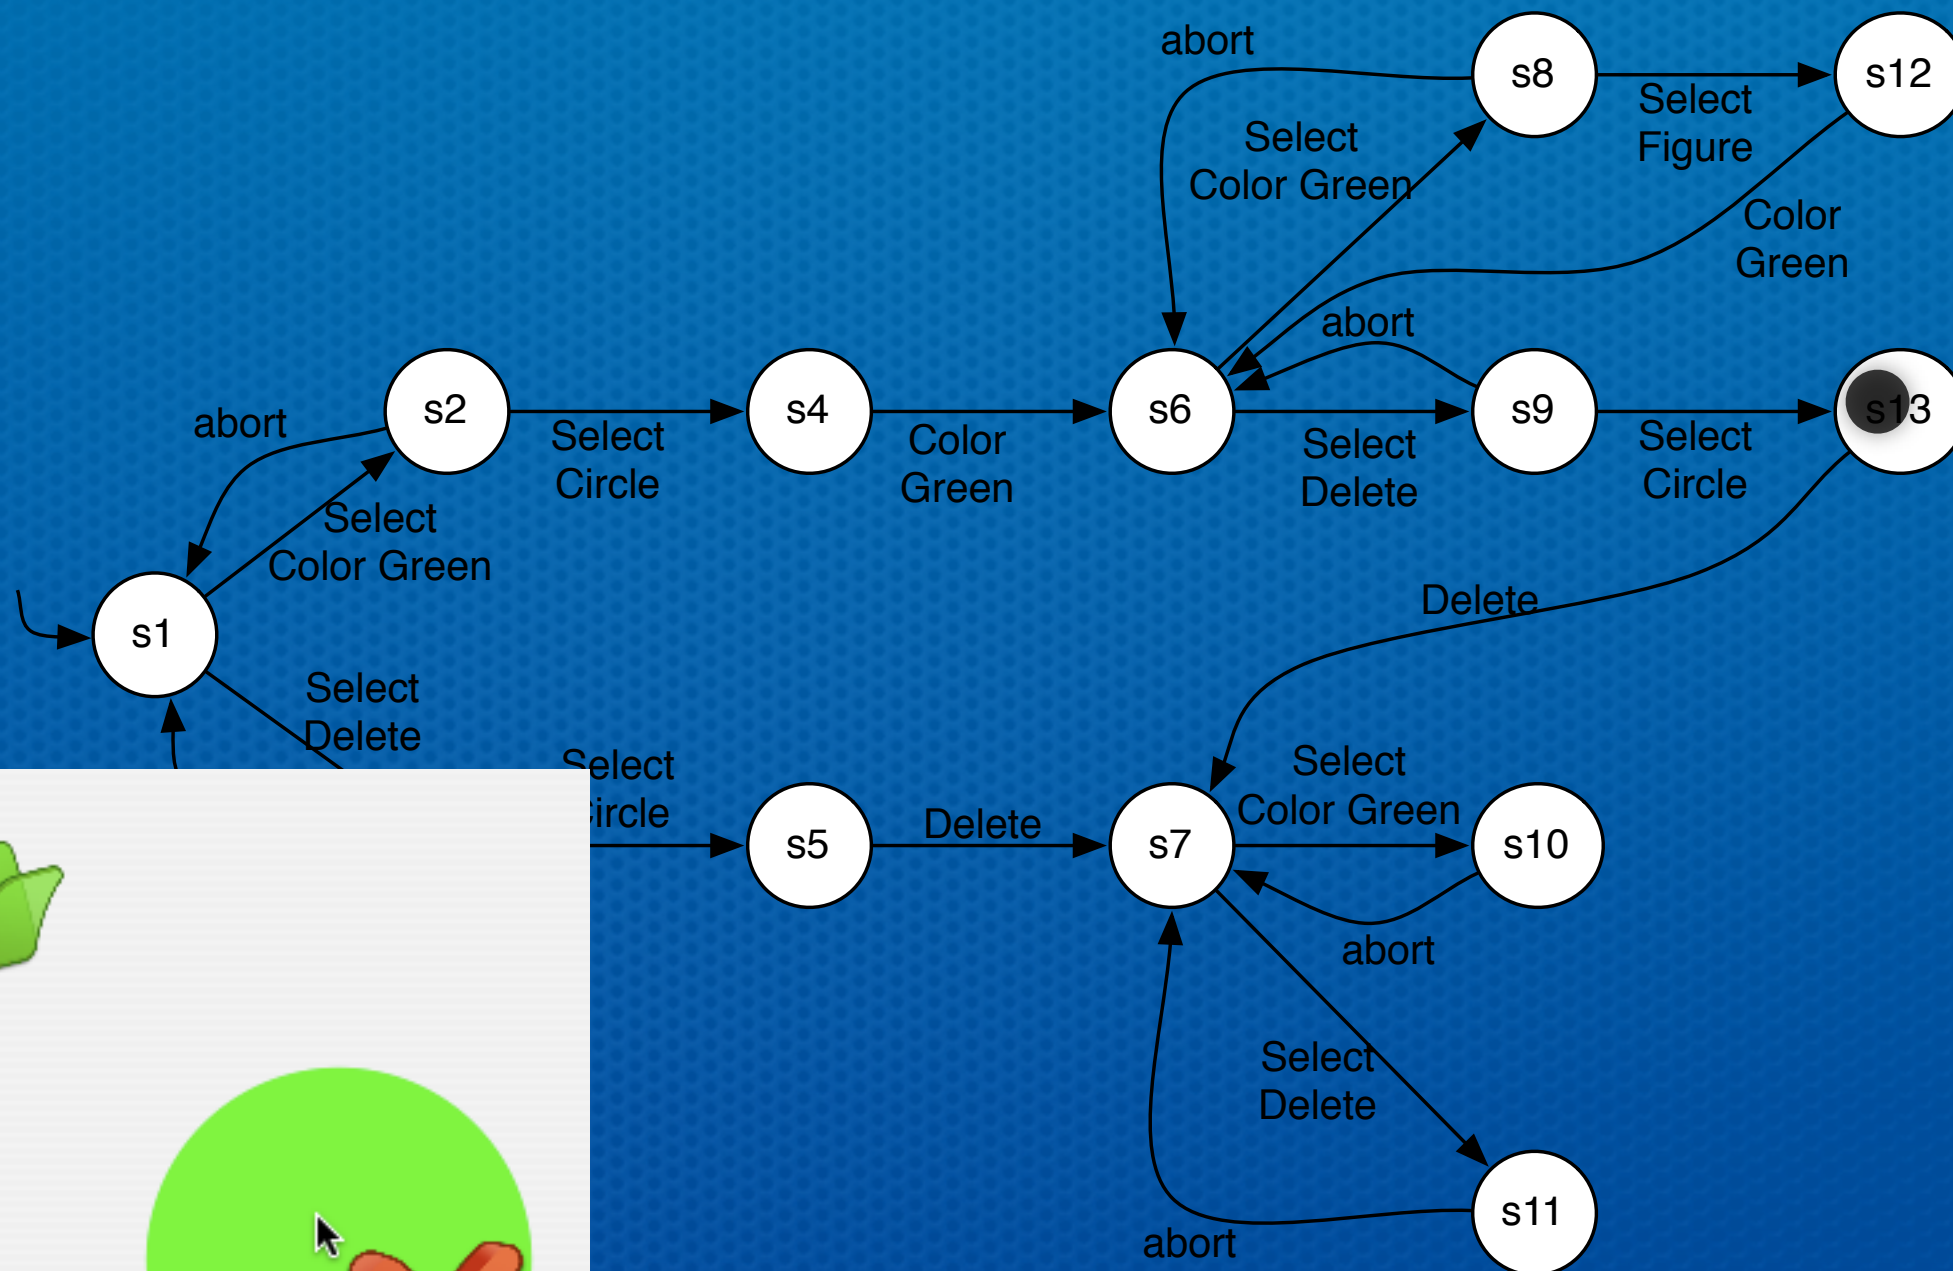 abort
s8
s12
Select
Figure
Select
Color Green
Color
Green
abort
s2
s4
s6
s9
s13
abort
Select
Circle
Color
Green
Select
Delete
Select
Circle
Select
Color Green
Delete
s1
Select
Delete
Select
Circle
s5
Delete
s7
Select
Color Green
s10
abort
Select
Delete
s11
abort